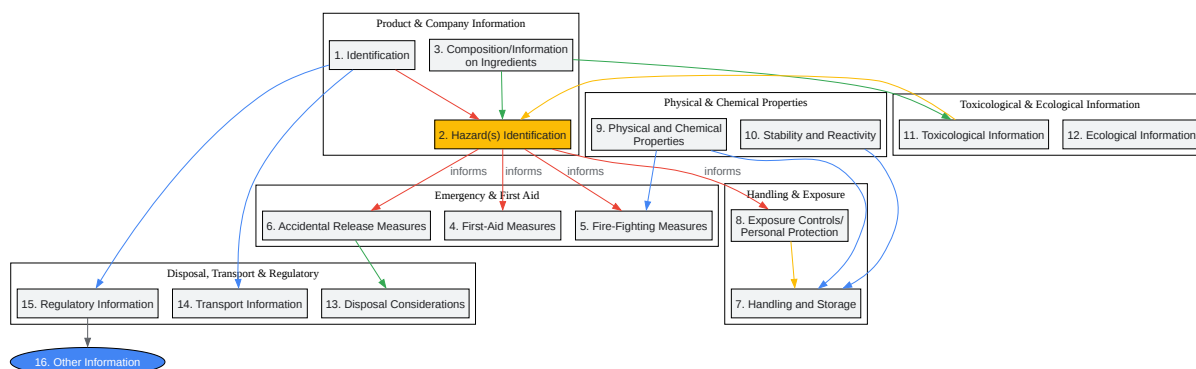 Product & Company Information
1. Identification
3. Composition/Information
on Ingredients
2. Hazard(s) Identification
Physical & Chemical Properties
9. Physical and Chemical
Properties
10. Stability and Reactivity
Toxicological & Ecological Information
11. Toxicological Information
12. Ecological Information
informs
informs
informs
informs
Emergency & First Aid
6. Accidental Release Measures
4. First-Aid Measures
5. Fire-Fighting Measures
Handling & Exposure
8. Exposure Controls/
Personal Protection
7. Handling and Storage
Disposal, Transport & Regulatory
15. Regulatory Information
14. Transport Information
13. Disposal Considerations
16. Other Information